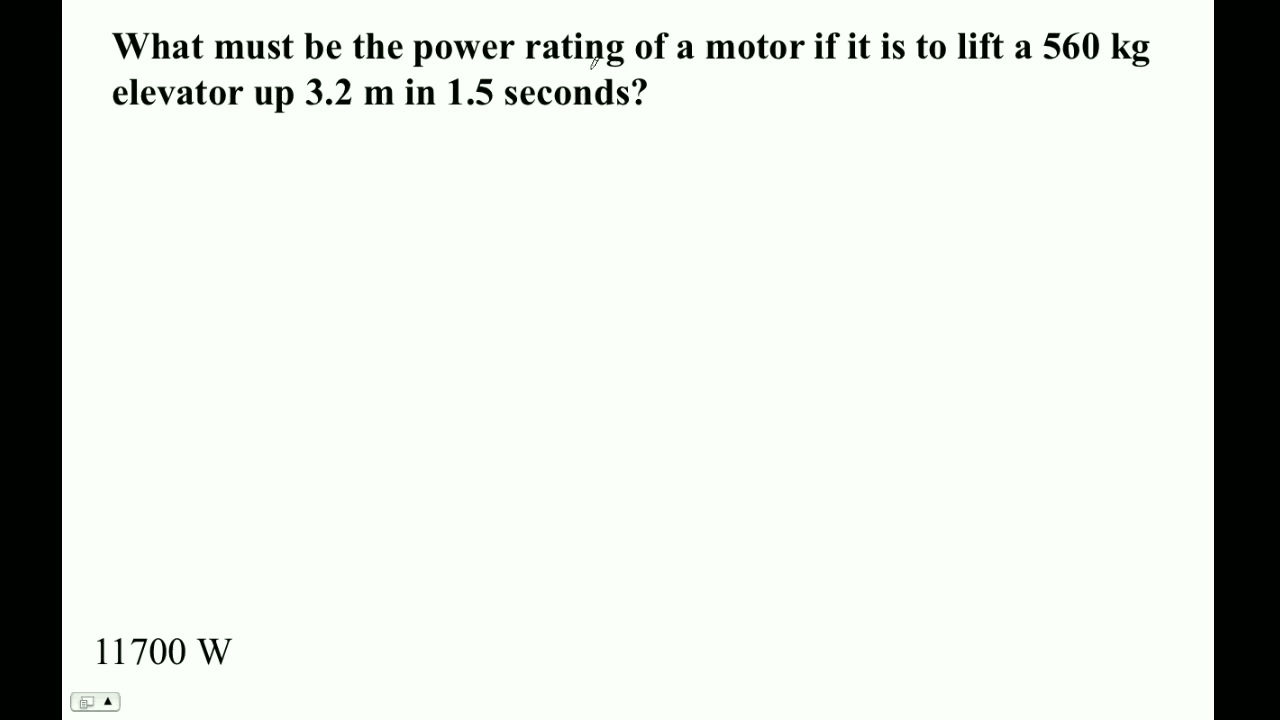 What must be the power rating of a motor if it is to lift a 560 kg
elevator up 3.2 m in 1.5 seconds?
11700 W